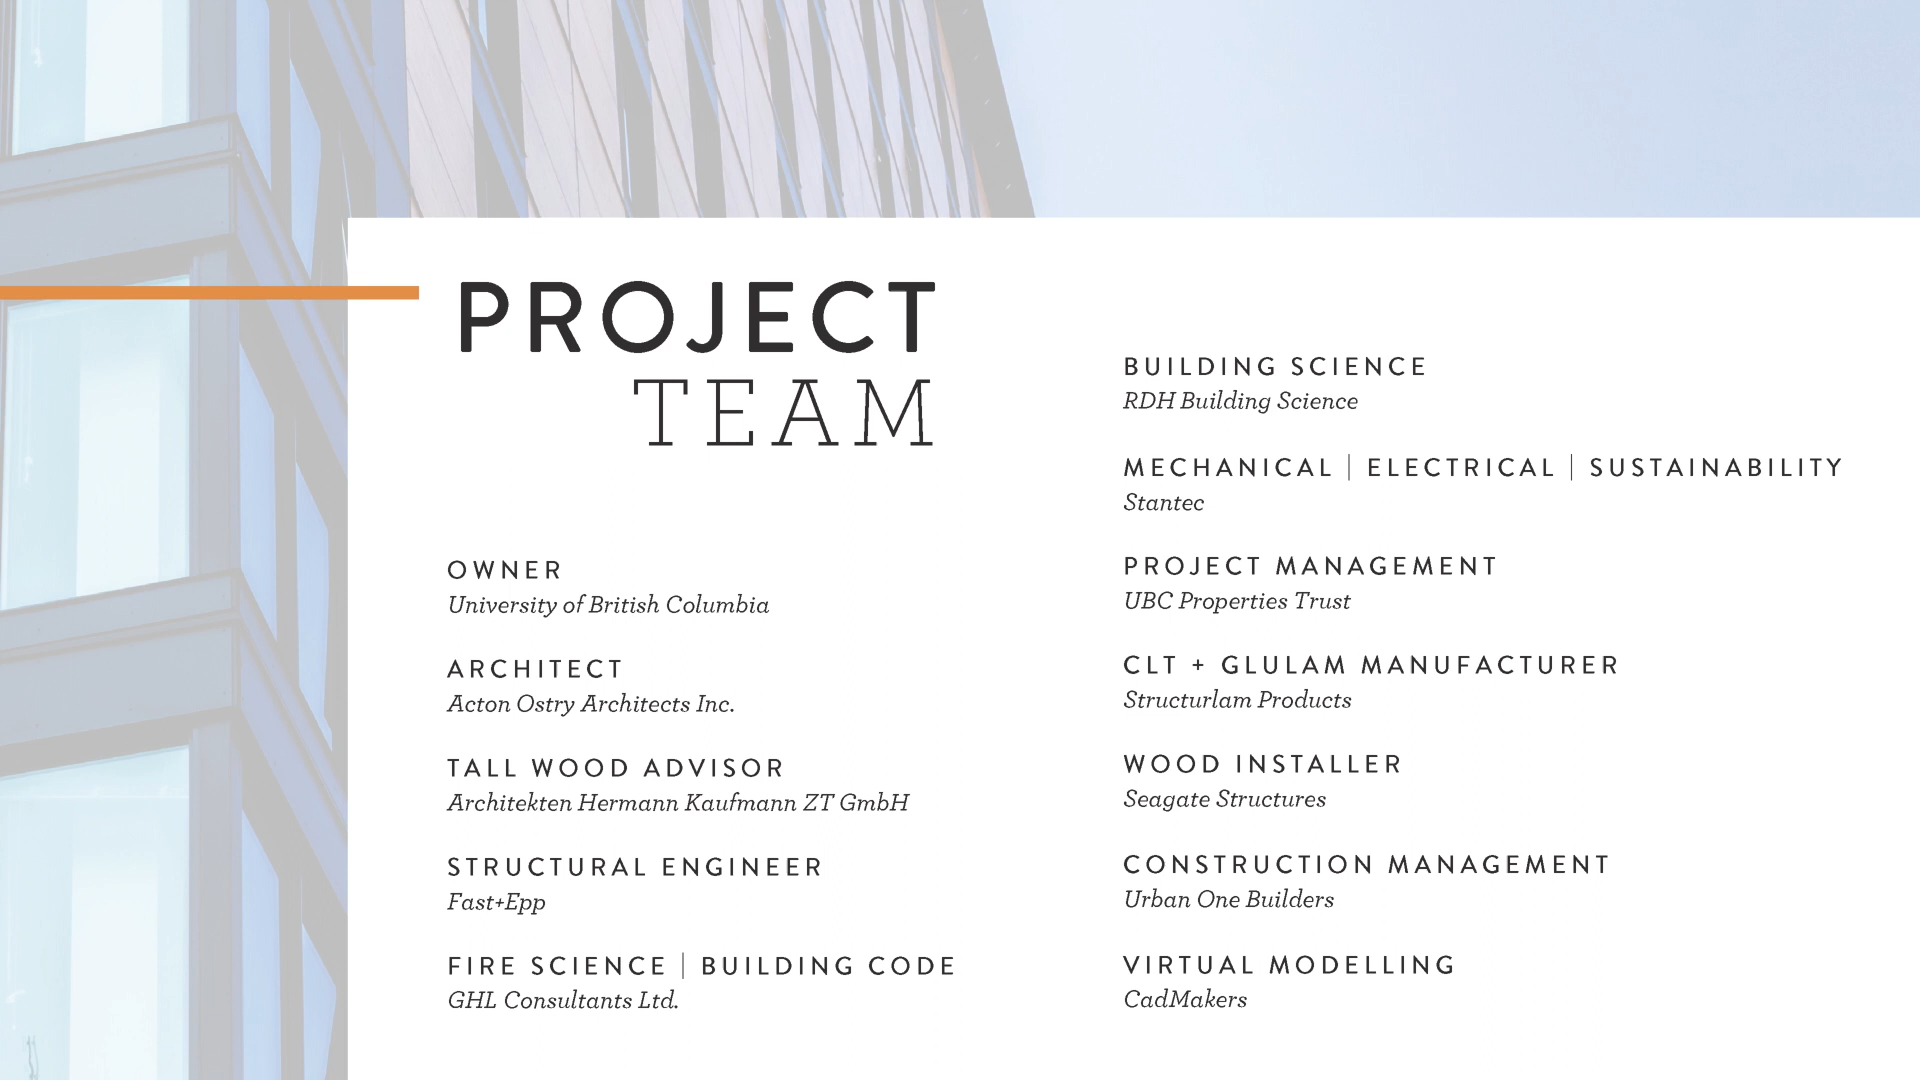 PROJECT
TEAM
OWNER
University of British Columbia
ARCHITECT
Acton Ostry Architects Inc.
TALL WOOD ADVISOR
Architekten Hermann Kaufmann ZT GmbH
STRUCTURAL ENGINEER
Fast+Epp
FIRE SCIENCE | BUILDING CODE
GHL Consultants Ltd.
BUILDING SCIENCE
RDH Building Science
MECHANICAL | ELECTRICAL | SUSTAINABILITY
Stantec
PROJECT MANAGEMENT
UBC Properties Trust
CLT + GLULAM MANUFACTURER
Structurlam Products
WOOD INSTALLER
Seagate Structures
CONSTRUCTION MANAGEMENT
Urban One Builders
VIRTUAL MODELLING
CadMakers